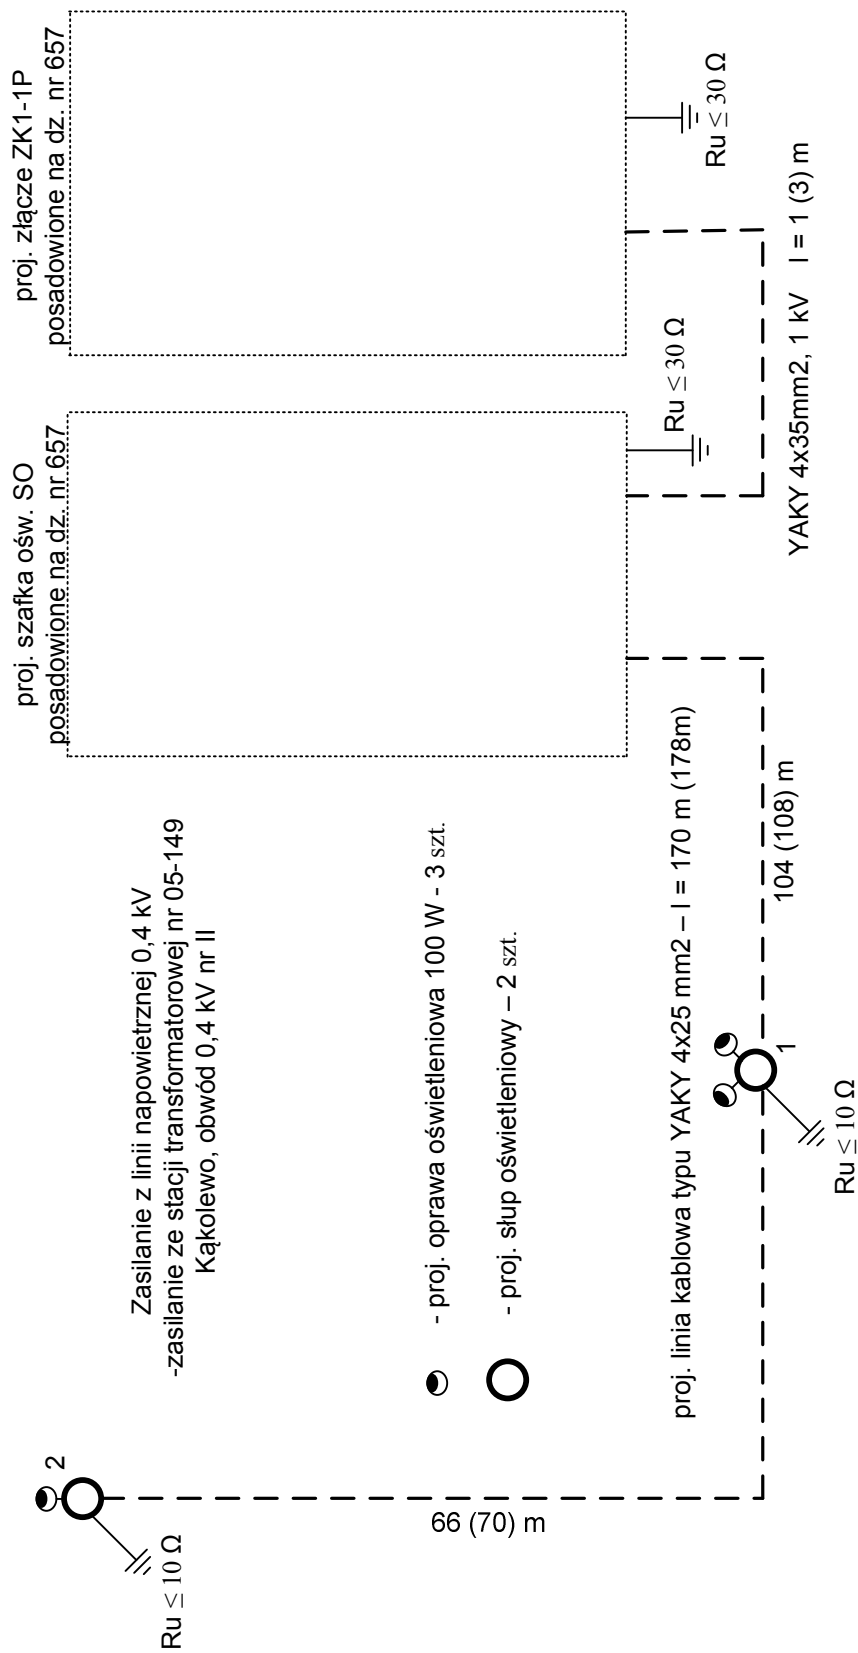 proj. złącze ZK1-1P
posadowione na dz. nr 657
Ru ≤ 30 Ω
YAKY 4x35mm2, 1 kV l = 1 (3) m
proj. szafka ośw. SO
posadowione na dz. nr 657
Ru ≤ 30 Ω
Zasilanie z linii napowietrznej 0,4 kV
-zasilanie ze stacji transformatorowej nr 05-149
Kąkolewo, obwód 0,4 kV nr II
- proj. oprawa oświetleniowa 100 W - 3 szt.
- proj. słup oświetleniowy – 2 szt.
proj. linia kablowa typu YAKY 4x25 mm2 – l = 170 m (178m)
104 (108) m
1
Ru ≤ 10 Ω
2
Ru ≤ 10 Ω
66 (70) m